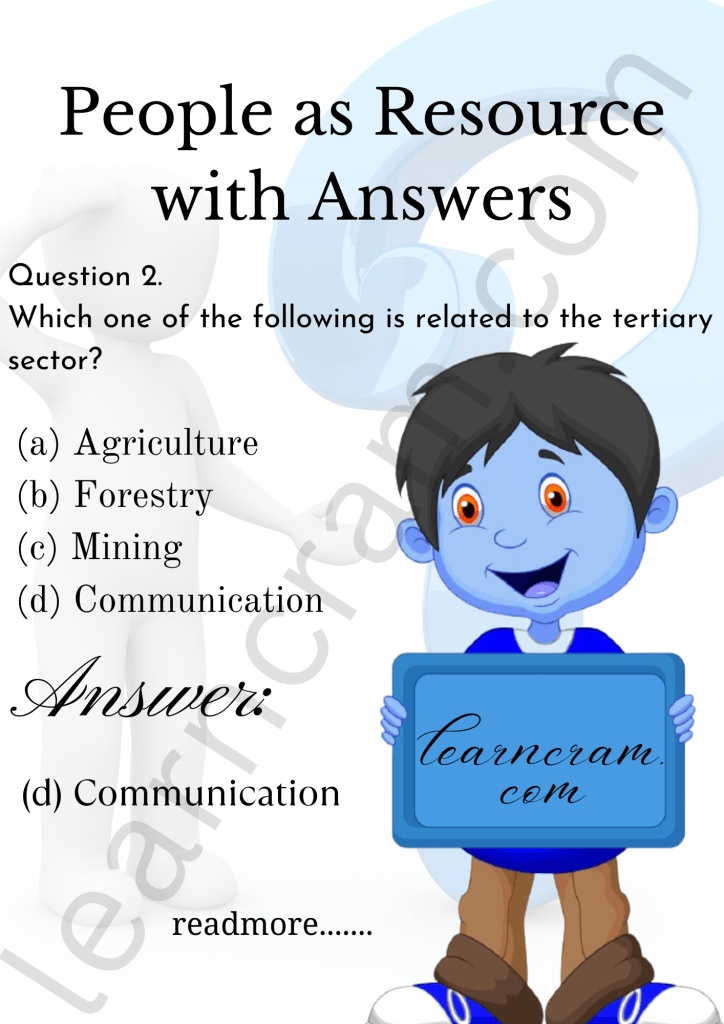 People as Resource
with Answers
Question 2.
Which one of the following is related to the tertiary
sector?
(a) Agriculture
(b) Forestry
(c) Mining
(d) Communication
Answer:
(d) Communication
learncram.
com
readmore.......
learncram.com